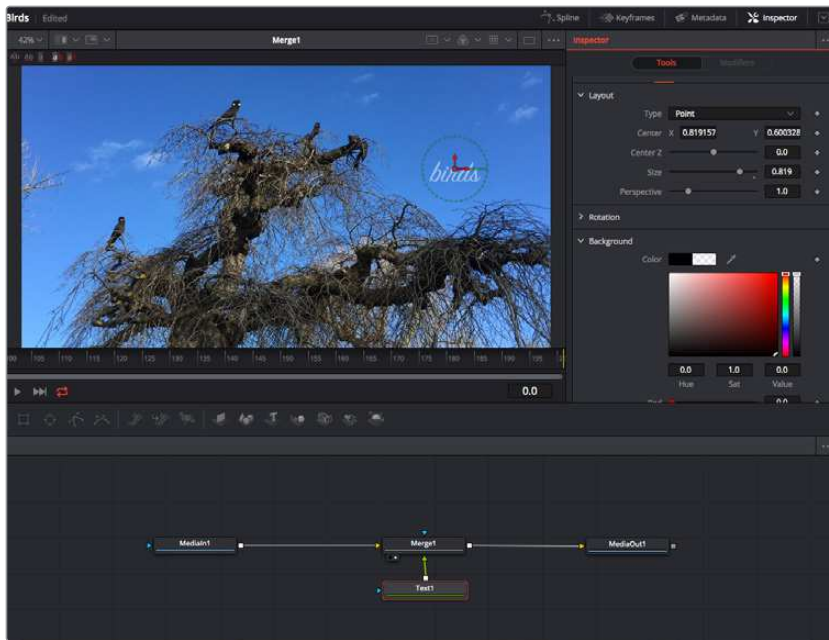 Birds Edited Spline Keyframes Metadata Inspector
42% Merge1 Inspector
Tools Modifiers
Layout
Type Point
Center X 0.819157 Y 0.600328
Center Z 0.0
Size 0.819
Perspective 1.0
Rotation
Background
Color
birds
105 110 115 120 125 130 135 140 145 150 155 160 165 170 175 180 185 190 195
0.0
0.0 1.0 0.0
Hue Sat Value
MediaIn1 Merge1 MediaOut1
Text1